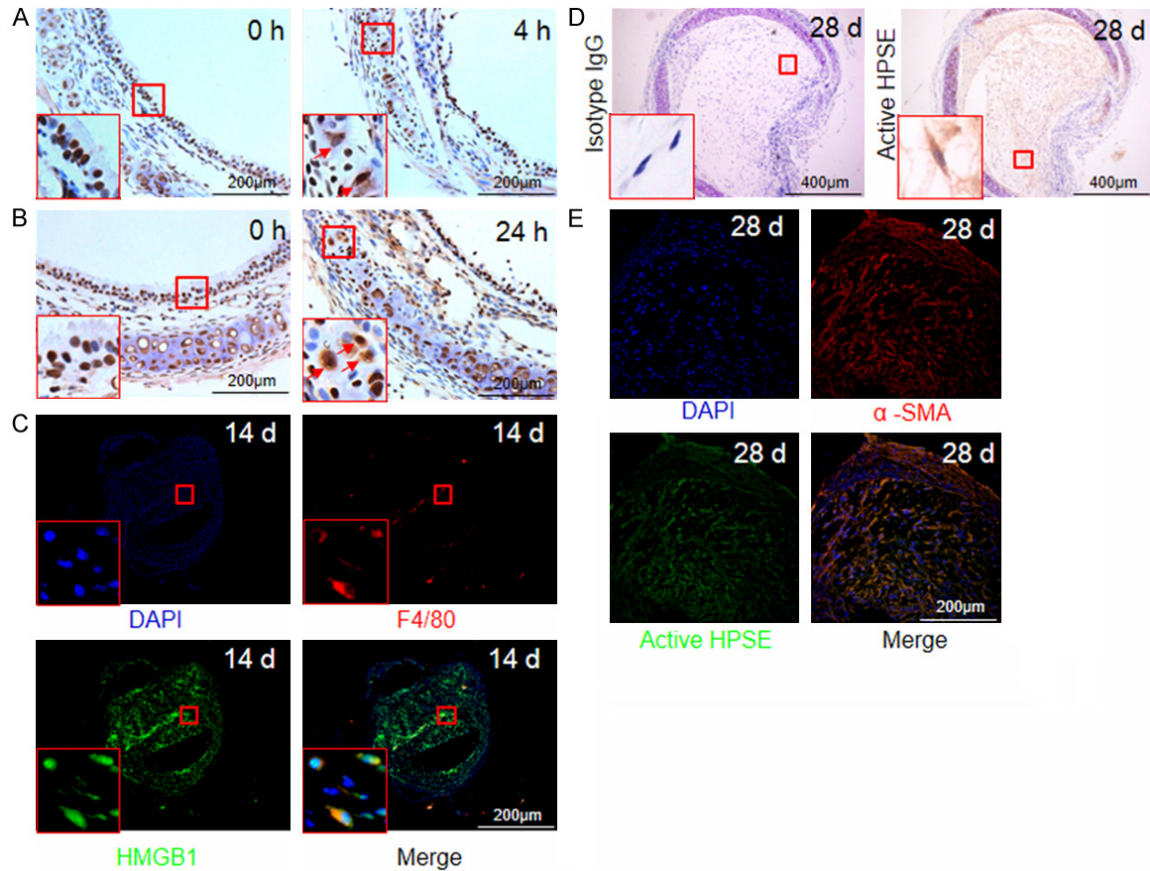 A
0 h
200μm
4 h
200μm
B
0 h
200μm
24 h
200μm
C
14 d
DAPI
14 d
F4/80
14 d
HMGB1
14 d
200μm
Merge
D
Isotype IgG
28 d
400μm
Active HPSE
28 d
400μm
E
28 d
DAPI
28 d
α -SMA
28 d
Active HPSE
28 d
200μm
Merge